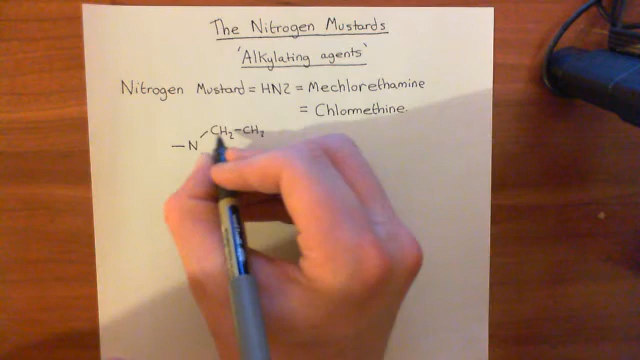 The Nitrogen Mustards
'Alkylating agents'
Nitrogen Mustard = HN2 = Mechlorethamine
= Chlormethine.
CH₂-CH₂
-N